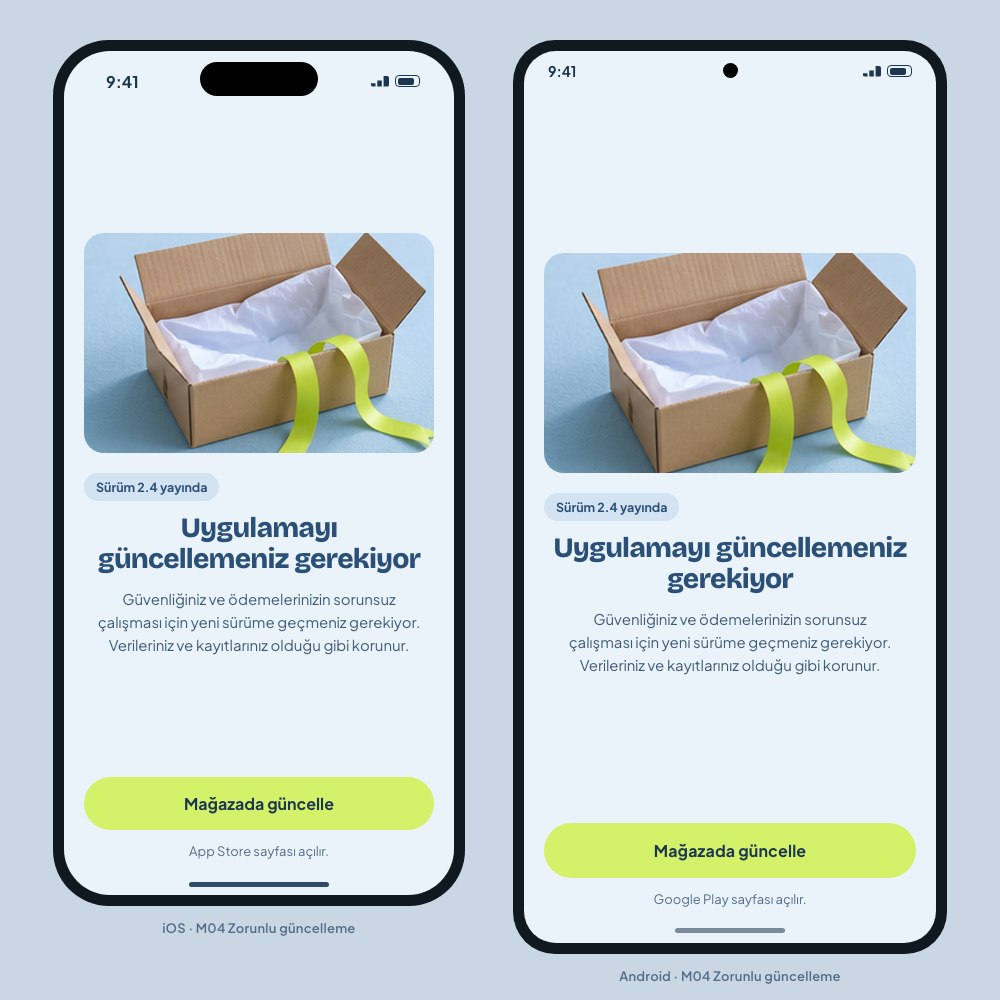 9:41
Sürüm 2.4 yayında
Uygulamayı
güncellemeniz gerekiyor
Güvenliğiniz ve ödemelerinizin sorunsuz
çalışması için yeni sürüme geçmeniz gerekiyor.
Verileriniz ve kayıtlarınız olduğu gibi korunur.
Mağazada güncelle
App Store sayfası açılır.
iOS · M04 Zorunlu güncelleme
9:41
Sürüm 2.4 yayında
Uygulamayı güncellemeniz
gerekiyor
Güvenliğiniz ve ödemelerinizin sorunsuz
çalışması için yeni sürüme geçmeniz gerekiyor.
Verileriniz ve kayıtlarınız olduğu gibi korunur.
Mağazada güncelle
Google Play sayfası açılır.
Android · M04 Zorunlu güncelleme